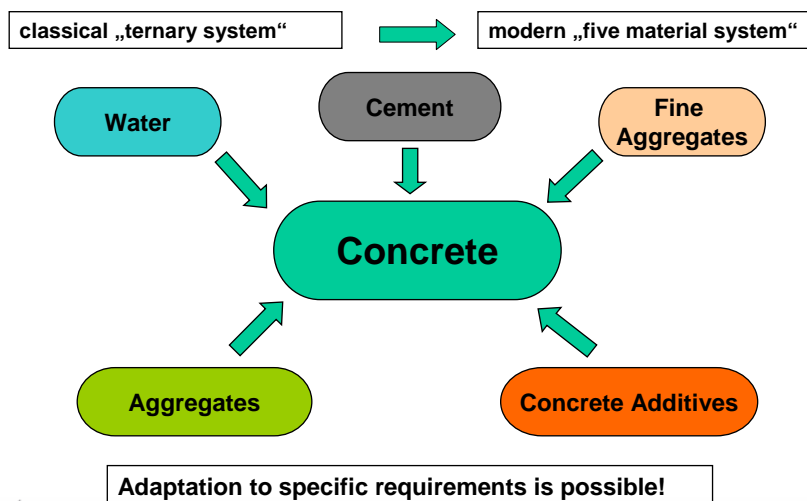 classical „ternary system“
modern „five material system“
Water
Cement
Fine
Aggregates
Concrete
Aggregates
Concrete Additives
Adaptation to specific requirements is possible!